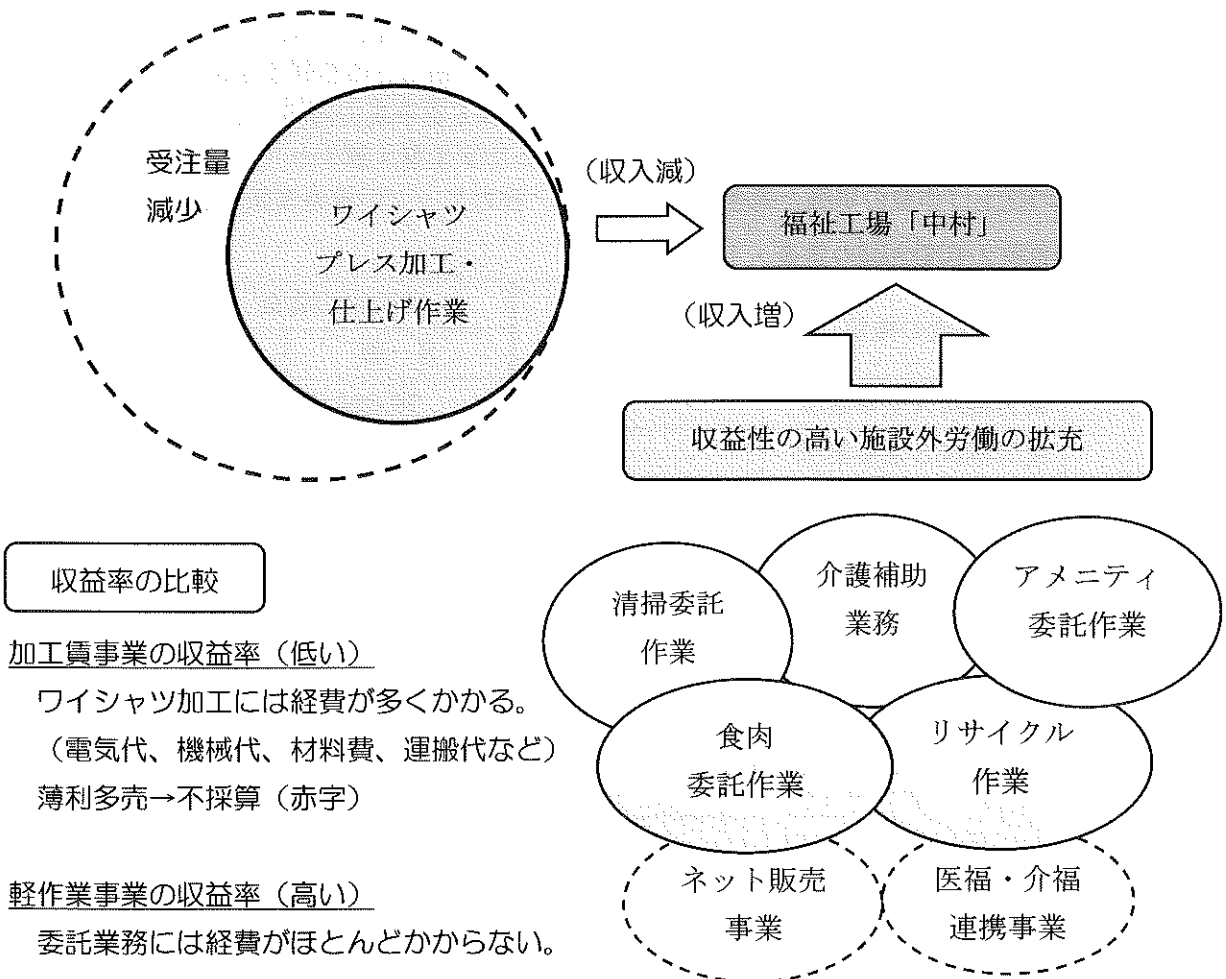 受注量
減少
ワイシャツ
プレス加工・
仕上げ作業
（収入減）
福祉工場「中村」
（収入増）
収益性の高い施設外労働の拡充
収益率の比較
加工賃事業の収益率（低い）
ワイシャツ加工には経費が多くかかる。
（電気代、機械代、材料費、運搬代など）
薄利多売→不採算（赤字）
軽作業事業の収益率（高い）
委託業務には経費がほとんどかからない。
清掃委託
作業
介護補助
業務
アメニティ
委託作業
食肉
委託作業
リサイクル
作業
ネット販売
事業
医福・介福
連携事業